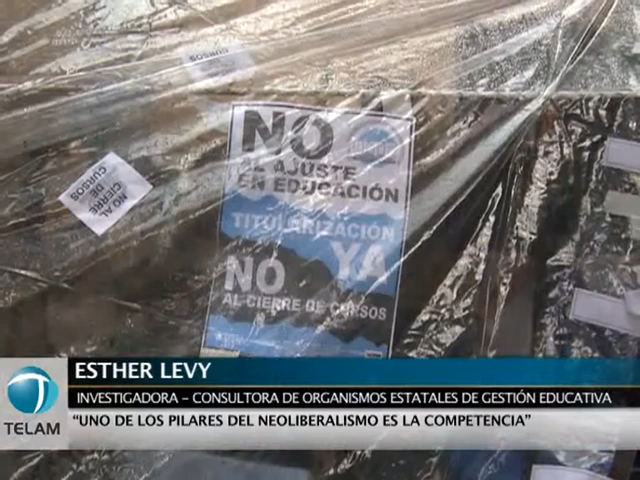 CURSOS
NO
AL AJUSTE
EN EDUCACIÓN
TITULARIZACIÓN
YA
NO
AL CIERRE DE CURSOS
NO AL
CIERRE
DE
CURSOS
ESTHER LEVY
INVESTIGADORA – CONSULTORA DE ORGANISMOS ESTATALES DE GESTIÓN EDUCATIVA
TELAM
“UNO DE LOS PILARES DEL NEOLIBERALISMO ES LA COMPETENCIA”